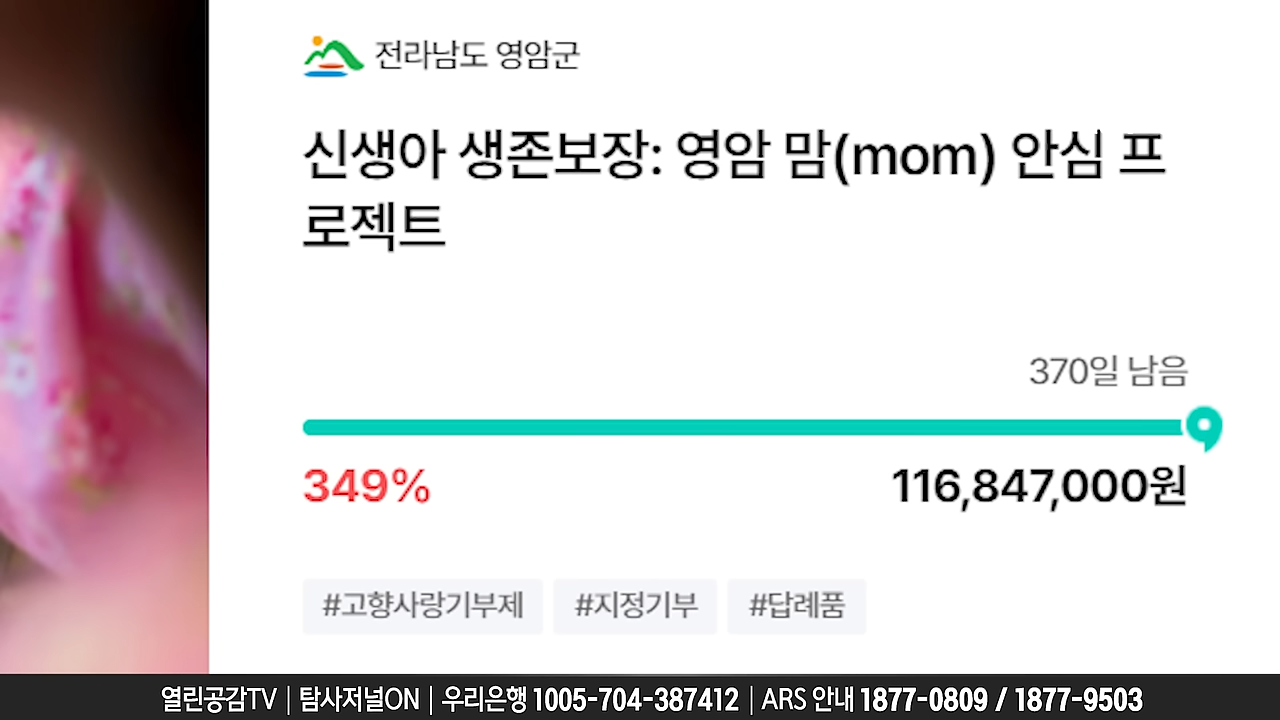 전라남도 영암군
신생아 생존보장: 영암 맘(mom) 안심 프
로젝트
370일 남음
349%
116,847,000원
#고향사랑기부제 #지정기부 #답례품
열린공감TV | 탐사저널ON | 우리은행 1005-704-387412 | ARS 안내 1877-0809 / 1877-9503